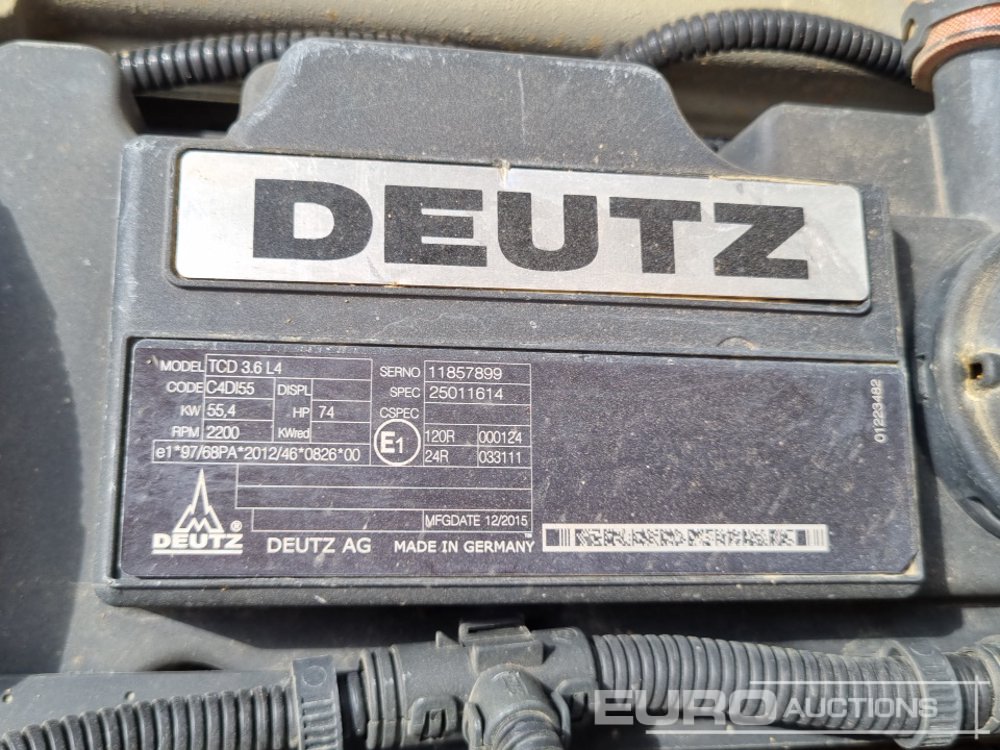 DEUTZ
MODEL TCD 3.6 L4 SERNO 11857899
CODE C4DI55 DISPL SPEC 25011614
KW 55,4 HP 74 CSPEC
RPM 2200 KWred E1 120R 000124
e1*97/68PA*2012/46*0826*00 24R 033111
MFGDATE 12/2015
DEUTZ ® DEUTZ AG MADE IN GERMANY
01223482
EURO AUCTIONS